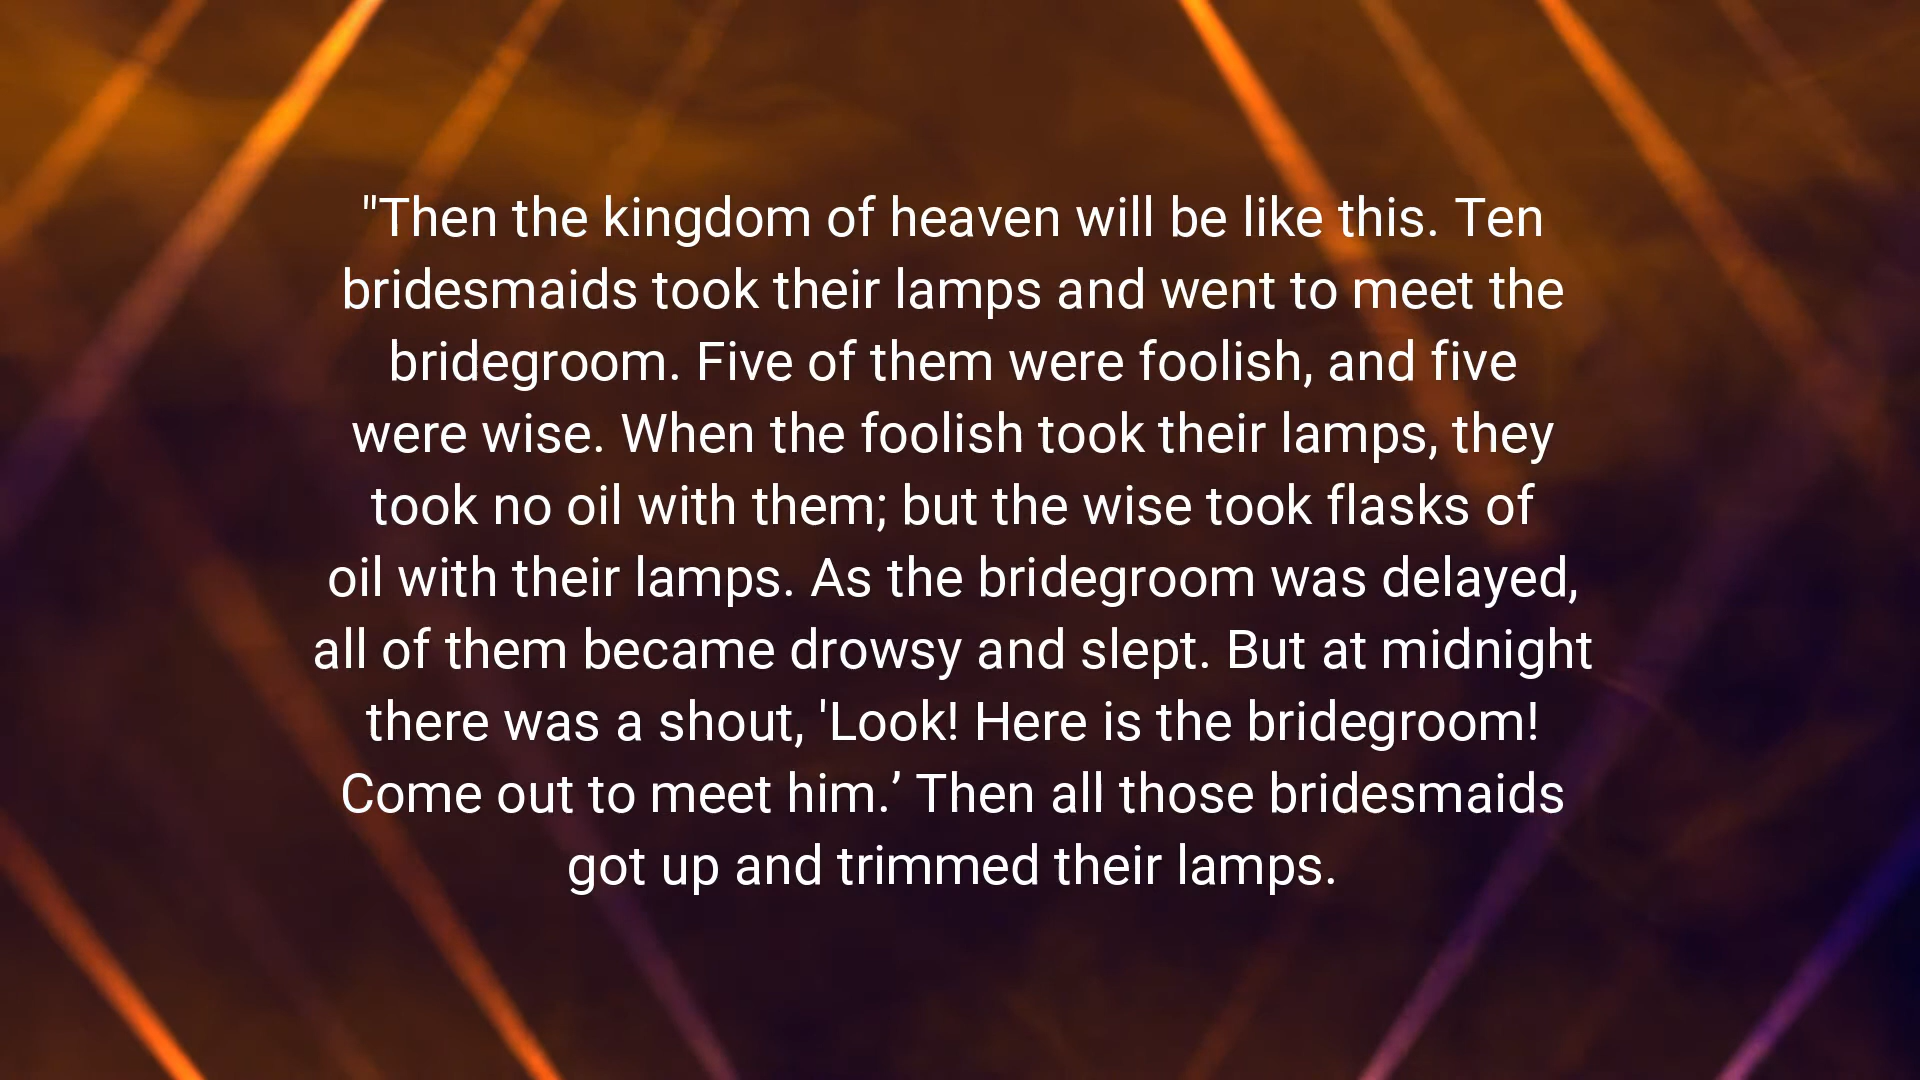 "Then the kingdom of heaven will be like this. Ten
bridesmaids took their lamps and went to meet the
bridegroom. Five of them were foolish, and five
were wise. When the foolish took their lamps, they
took no oil with them; but the wise took flasks of
oil with their lamps. As the bridegroom was delayed,
all of them became drowsy and slept. But at midnight
there was a shout, 'Look! Here is the bridegroom!
Come out to meet him.’ Then all those bridesmaids
got up and trimmed their lamps.